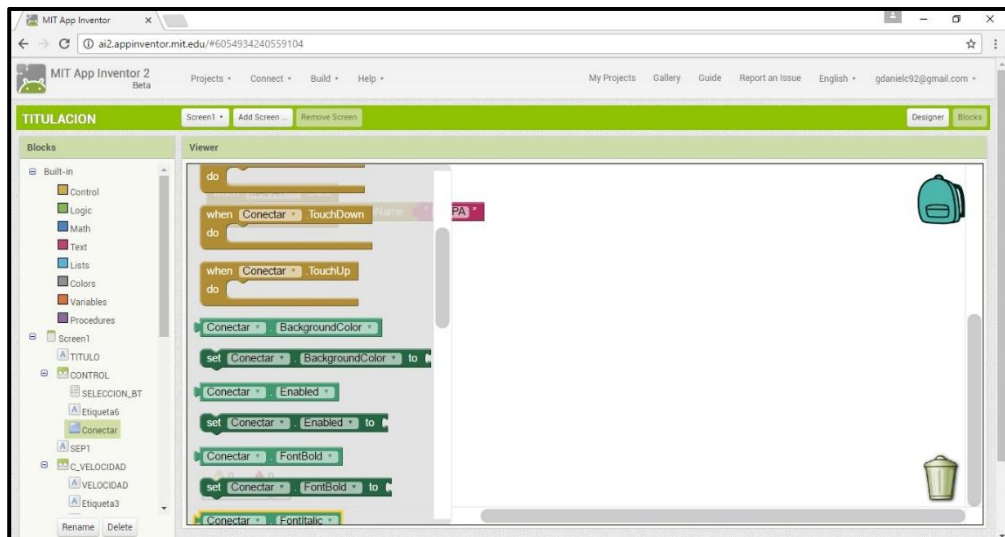 MIT App Inventor
ai2.appinventor.mit.edu/#6054934240559104
MIT App Inventor 2
Beta
Projects Connect Build Help My Projects Gallery Guide Report an Issue English gdanielc92@gmail.com
TITULACION Screen1 Add Screen ... Remove Screen Designer Blocks
Blocks
Viewer
Built-in
Control
Logic
Math
Text
Lists
Colors
Variables
Procedures
Screen1
TITULO
CONTROL
SELECCION_BT
Etiqueta6
Conectar
SEP1
C_VELOCIDAD
VELOCIDAD
Etiqueta3
Rename Delete
do
when Conectar .TouchDown
do
Name
PA "
when Conectar .TouchUp
do
Conectar . BackgroundColor
set Conectar . BackgroundColor to
Conectar . Enabled
set Conectar . Enabled to
Conectar . FontBold
set Conectar . FontBold to
Conectar . FontItalic